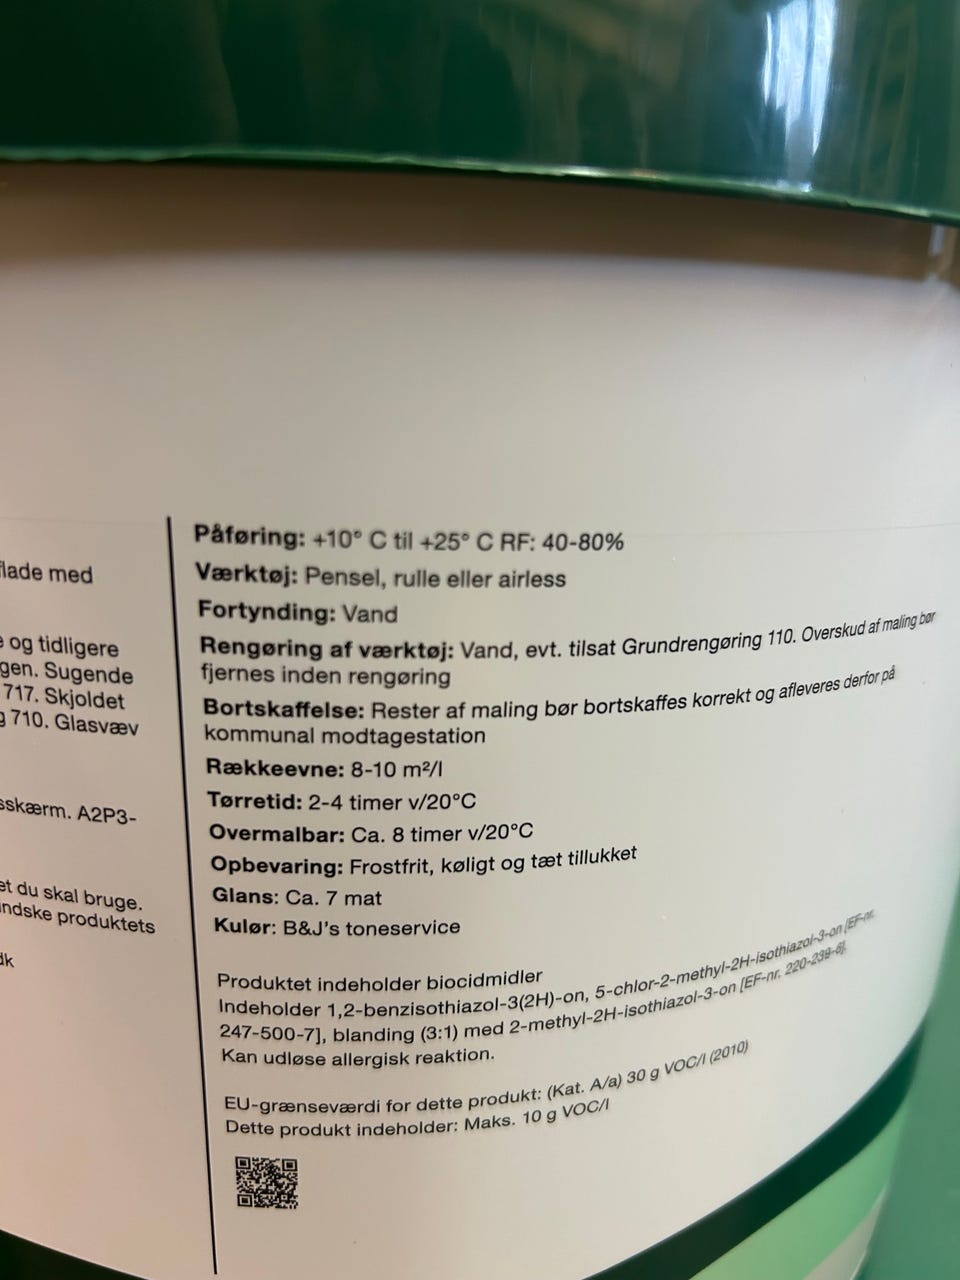 flade med
e og tidligere
gen. Sugende
717. Skjoldet
g 710. Glasvæv
sskærm. A2P3-
et du skal bruge.
indske produktets
dk
Påføring: +10° C til +25° C RF: 40-80%
Værktøj: Pensel, rulle eller airless
Fortynding: Vand
Rengøring af værktøj: Vand, evt. tilsat Grundrengøring 110. Overskud af maling bør
fjernes inden rengøring
Bortskaffelse: Rester af maling bør bortskaffes korrekt og afleveres derfor på
kommunal modtagestation
Rækkeevne: 8-10 m²/l
Tørretid: 2-4 timer v/20°C
Overmalbar: Ca. 8 timer v/20°C
Opbevaring: Frostfrit, køligt og tæt tillukket
Glans: Ca. 7 mat
Kulør: B&J's toneservice
Produktet indeholder biocidmidler
Indeholder 1,2-benzisothiazol-3(2H)-on, 5-chlor-2-methyl-2H-isothiazol-3-on [EF-nr.
247-500-7], blanding (3:1) med 2-methyl-2H-isothiazol-3-on [EF-nr. 220-239-6].
Kan udløse allergisk reaktion.
EU-grænseværdi for dette produkt: (Kat. A/a) 30 g VOC/l (2010)
Dette produkt indeholder: Maks. 10 g VOC/l